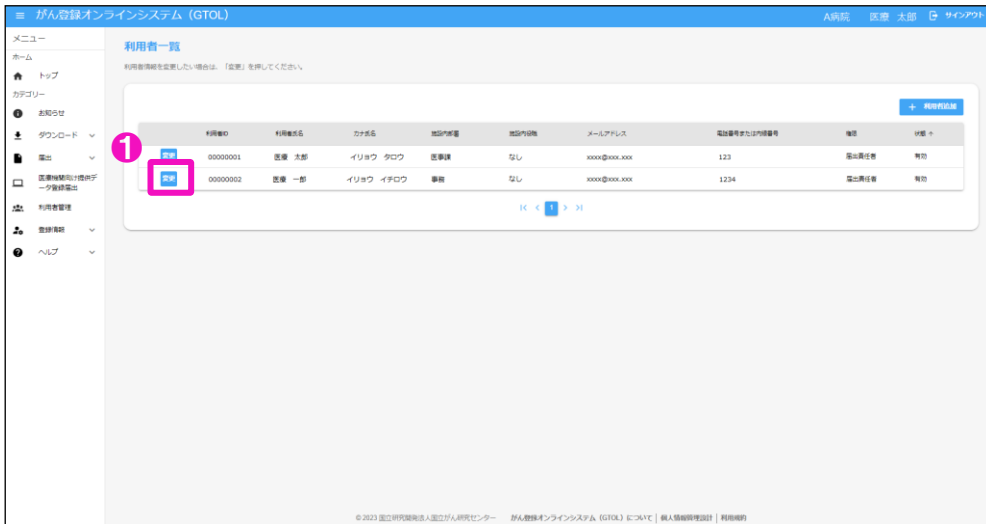 がん登録オンラインシステム (GTOL) A病院 医療 太郎 サインアウト
メニュー
ホーム
トップ
カテゴリー
お知らせ
ダウンロード
届出
医療機関向け提供デ
ータ登録届出
利用者管理
登録情報
ヘルプ
利用者一覧
利用者情報を変更したい場合は、「変更」を押してください。
+ 利用者追加
利用者ID 利用者氏名 カナ氏名 施設内部署 施設内役職 メールアドレス 電話番号または内線番号 権限 状態
変更 00000001 医療 太郎 イリョウ タロウ 医事課 なし xxxx@xxx.xxx 123 届出責任者 有効
1
変更 00000002 医療 一郎 イリョウ イチロウ 事務 なし xxxx@xxx.xxx 1234 届出責任者 有効
1
© 2023 国立研究開発法人国立がん研究センター がん登録オンラインシステム (GTOL) について | 個人情報管理設計 | 利用規約